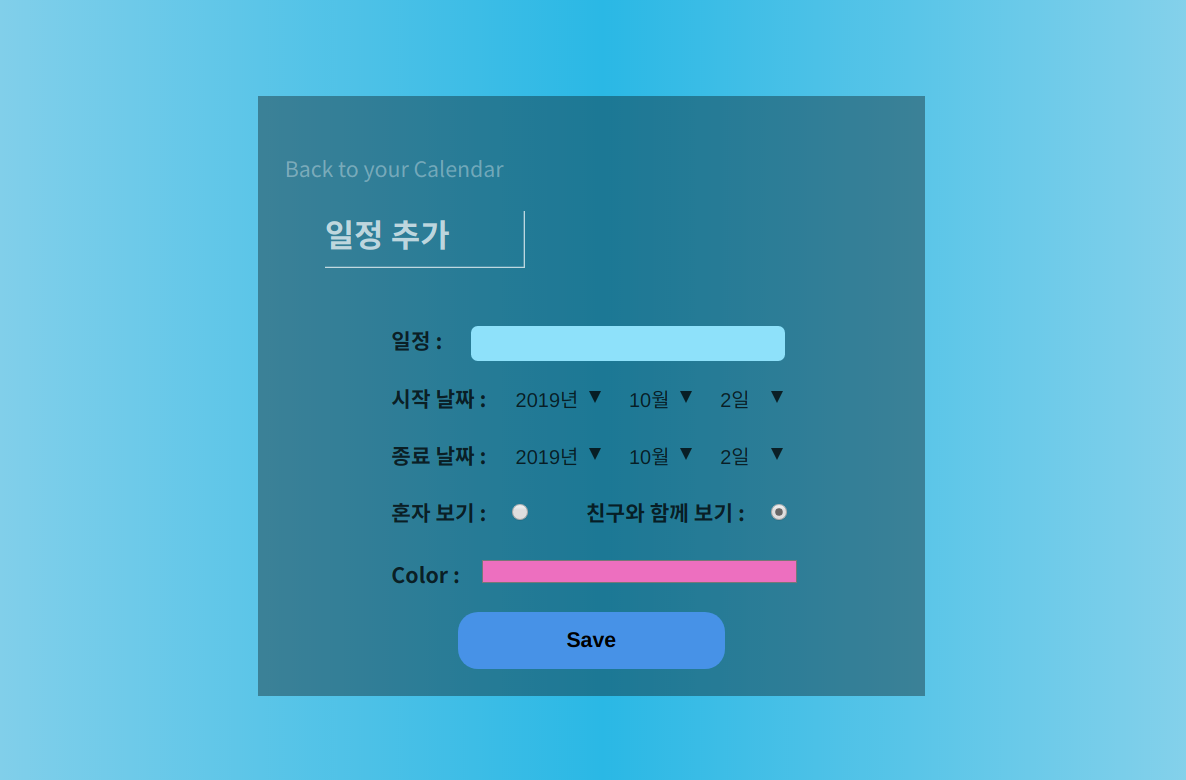 Back to your Calendar
일정 추가
일정 :
시작 날짜 : 2019년 ▼ 10월 ▼ 2일 ▼
종료 날짜 : 2019년 ▼ 10월 ▼ 2일 ▼
혼자 보기 : 친구와 함께 보기 :
Color :
Save